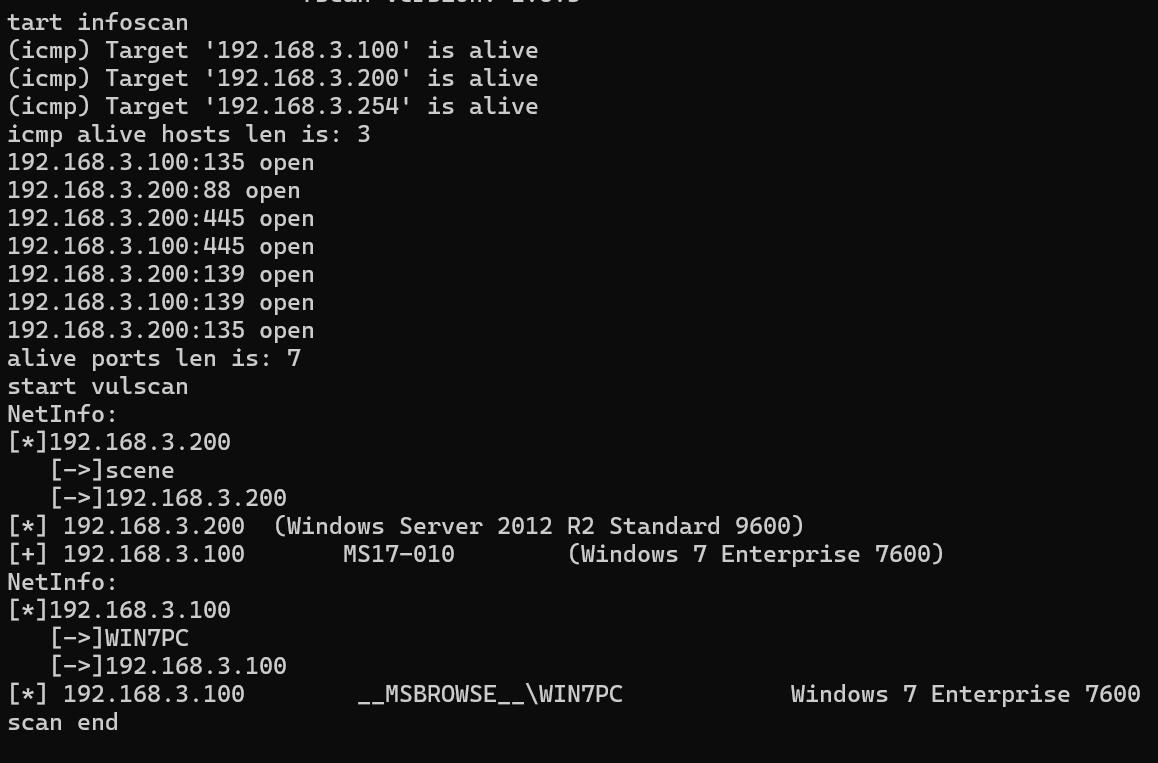 tart infoscan
(icmp) Target '192.168.3.100' is alive
(icmp) Target '192.168.3.200' is alive
(icmp) Target '192.168.3.254' is alive
icmp alive hosts len is: 3
192.168.3.100:135 open
192.168.3.200:88 open
192.168.3.200:445 open
192.168.3.100:445 open
192.168.3.200:139 open
192.168.3.100:139 open
192.168.3.200:135 open
alive ports len is: 7
start vulscan
NetInfo:
[*]192.168.3.200
   [->]scene
   [->]192.168.3.200
[*] 192.168.3.200  (Windows Server 2012 R2 Standard 9600)
[+] 192.168.3.100       MS17-010        (Windows 7 Enterprise 7600)
NetInfo:
[*]192.168.3.100
   [->]WIN7PC
   [->]192.168.3.100
[*] 192.168.3.100        __MSBROWSE__\WIN7PC            Windows 7 Enterprise 7600
scan end